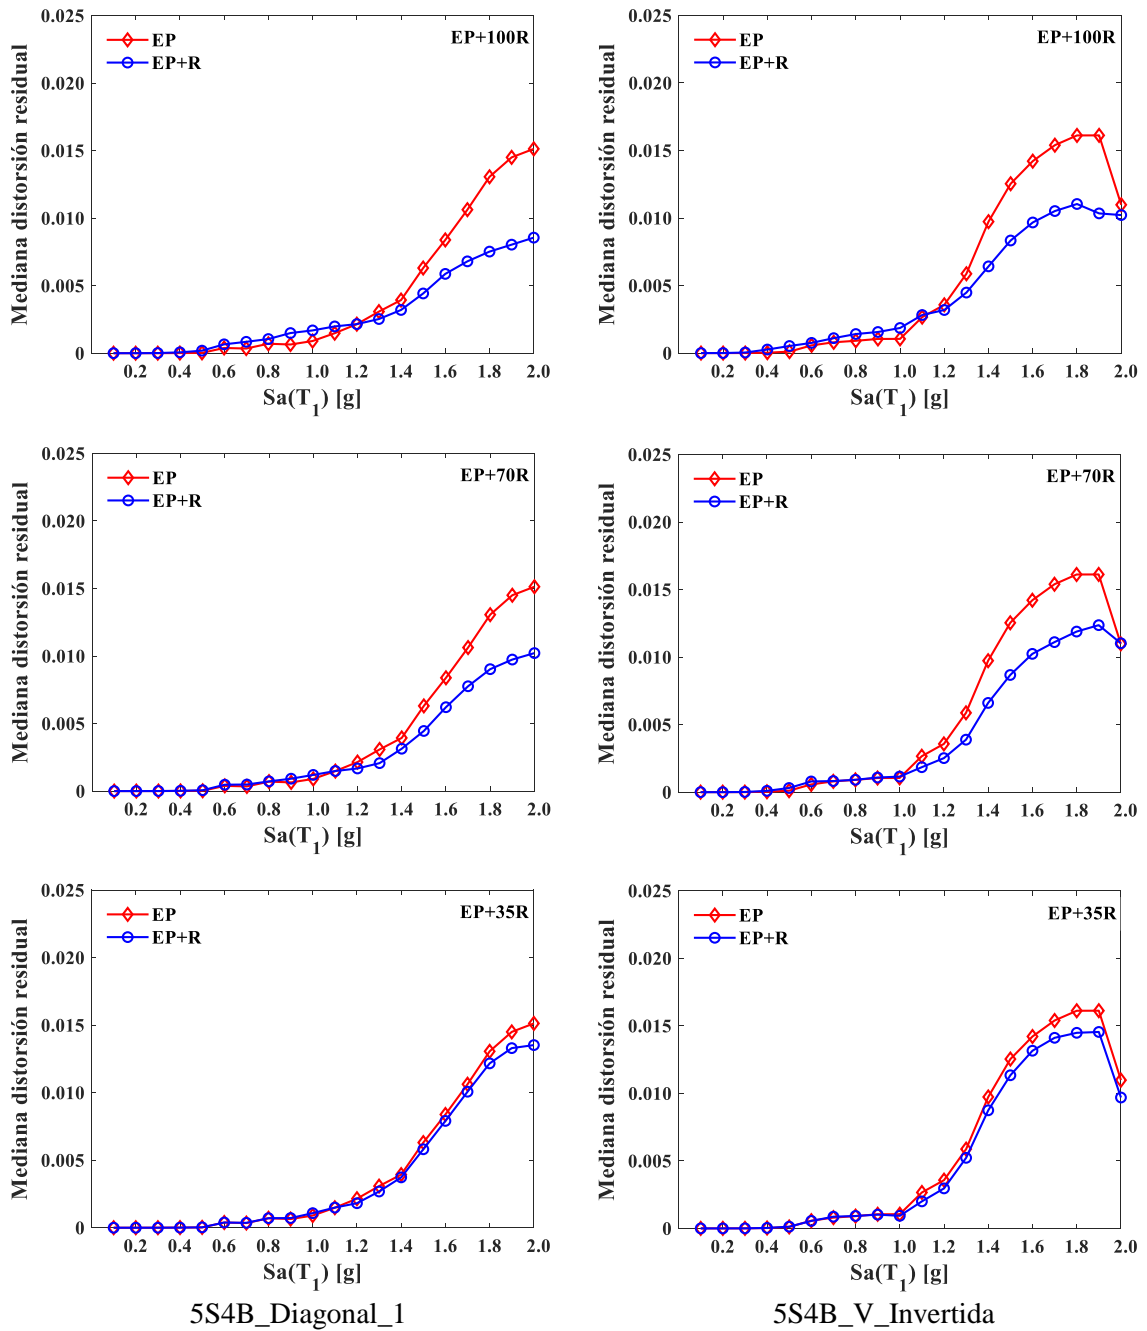 0.025
0.020
0.015
0.010
0.005
0
Mediana distorsión residual
EP
EP+R
EP+100R
0.2 0.4 0.6 0.8 1.0 1.2 1.4 1.6 1.8 2.0
Sa(T1) [g]
0.025
0.020
0.015
0.010
0.005
0
Mediana distorsión residual
EP
EP+R
EP+100R
0.2 0.4 0.6 0.8 1.0 1.2 1.4 1.6 1.8 2.0
Sa(T1) [g]
0.025
0.020
0.015
0.010
0.005
0
Mediana distorsión residual
EP
EP+R
EP+70R
0.2 0.4 0.6 0.8 1.0 1.2 1.4 1.6 1.8 2.0
Sa(T1) [g]
0.025
0.020
0.015
0.010
0.005
0
Mediana distorsión residual
EP
EP+R
EP+70R
0.2 0.4 0.6 0.8 1.0 1.2 1.4 1.6 1.8 2.0
Sa(T1) [g]
0.025
0.020
0.015
0.010
0.005
0
Mediana distorsión residual
EP
EP+R
EP+35R
0.2 0.4 0.6 0.8 1.0 1.2 1.4 1.6 1.8 2.0
Sa(T1) [g]
5S4B_Diagonal_1
0.025
0.020
0.015
0.010
0.005
0
Mediana distorsión residual
EP
EP+R
EP+35R
0.2 0.4 0.6 0.8 1.0 1.2 1.4 1.6 1.8 2.0
Sa(T1) [g]
5S4B_V_Invertida